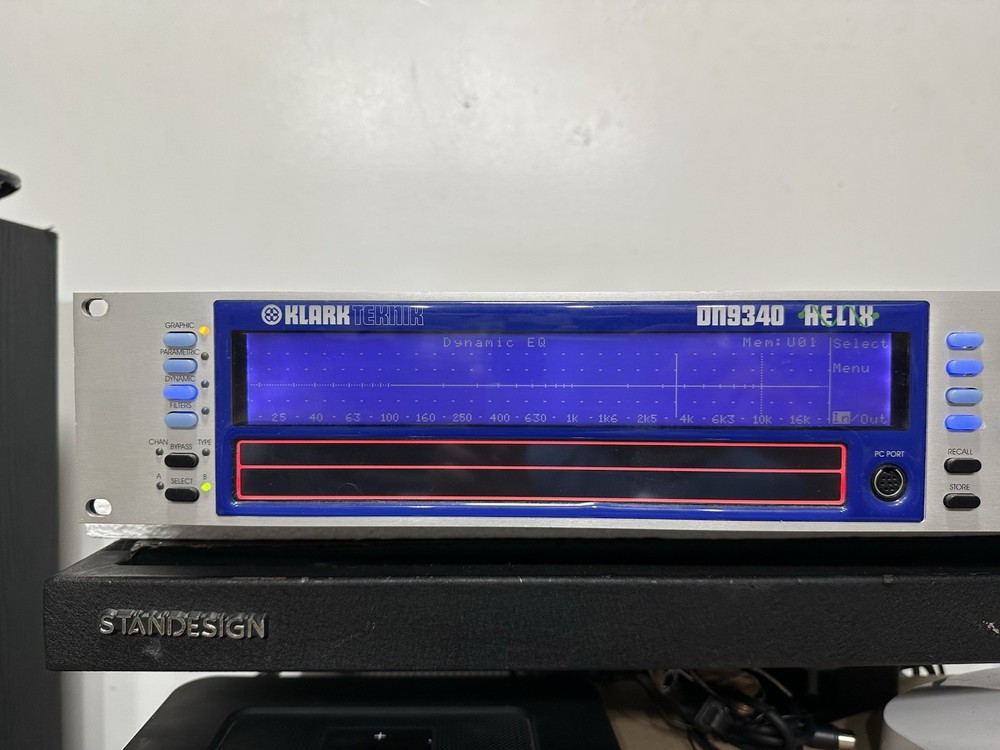 KLARK TEKNIK
DN9340 HELIX
GRAPHIC
PARAMETRIC
DYNAMIC
FILTERS
CHAN BYPASS TYPE
A SELECT B
Dynamic EQ Mem:U01 Select
Menu
25 - 40 - 63 - 100 - 160 - 250 - 400 - 630 - 1k - 1k6 - 2k5 - 4k - 6k3 - 10k - 16k - In/Out
PC PORT
RECALL
STORE
STANDESIGN